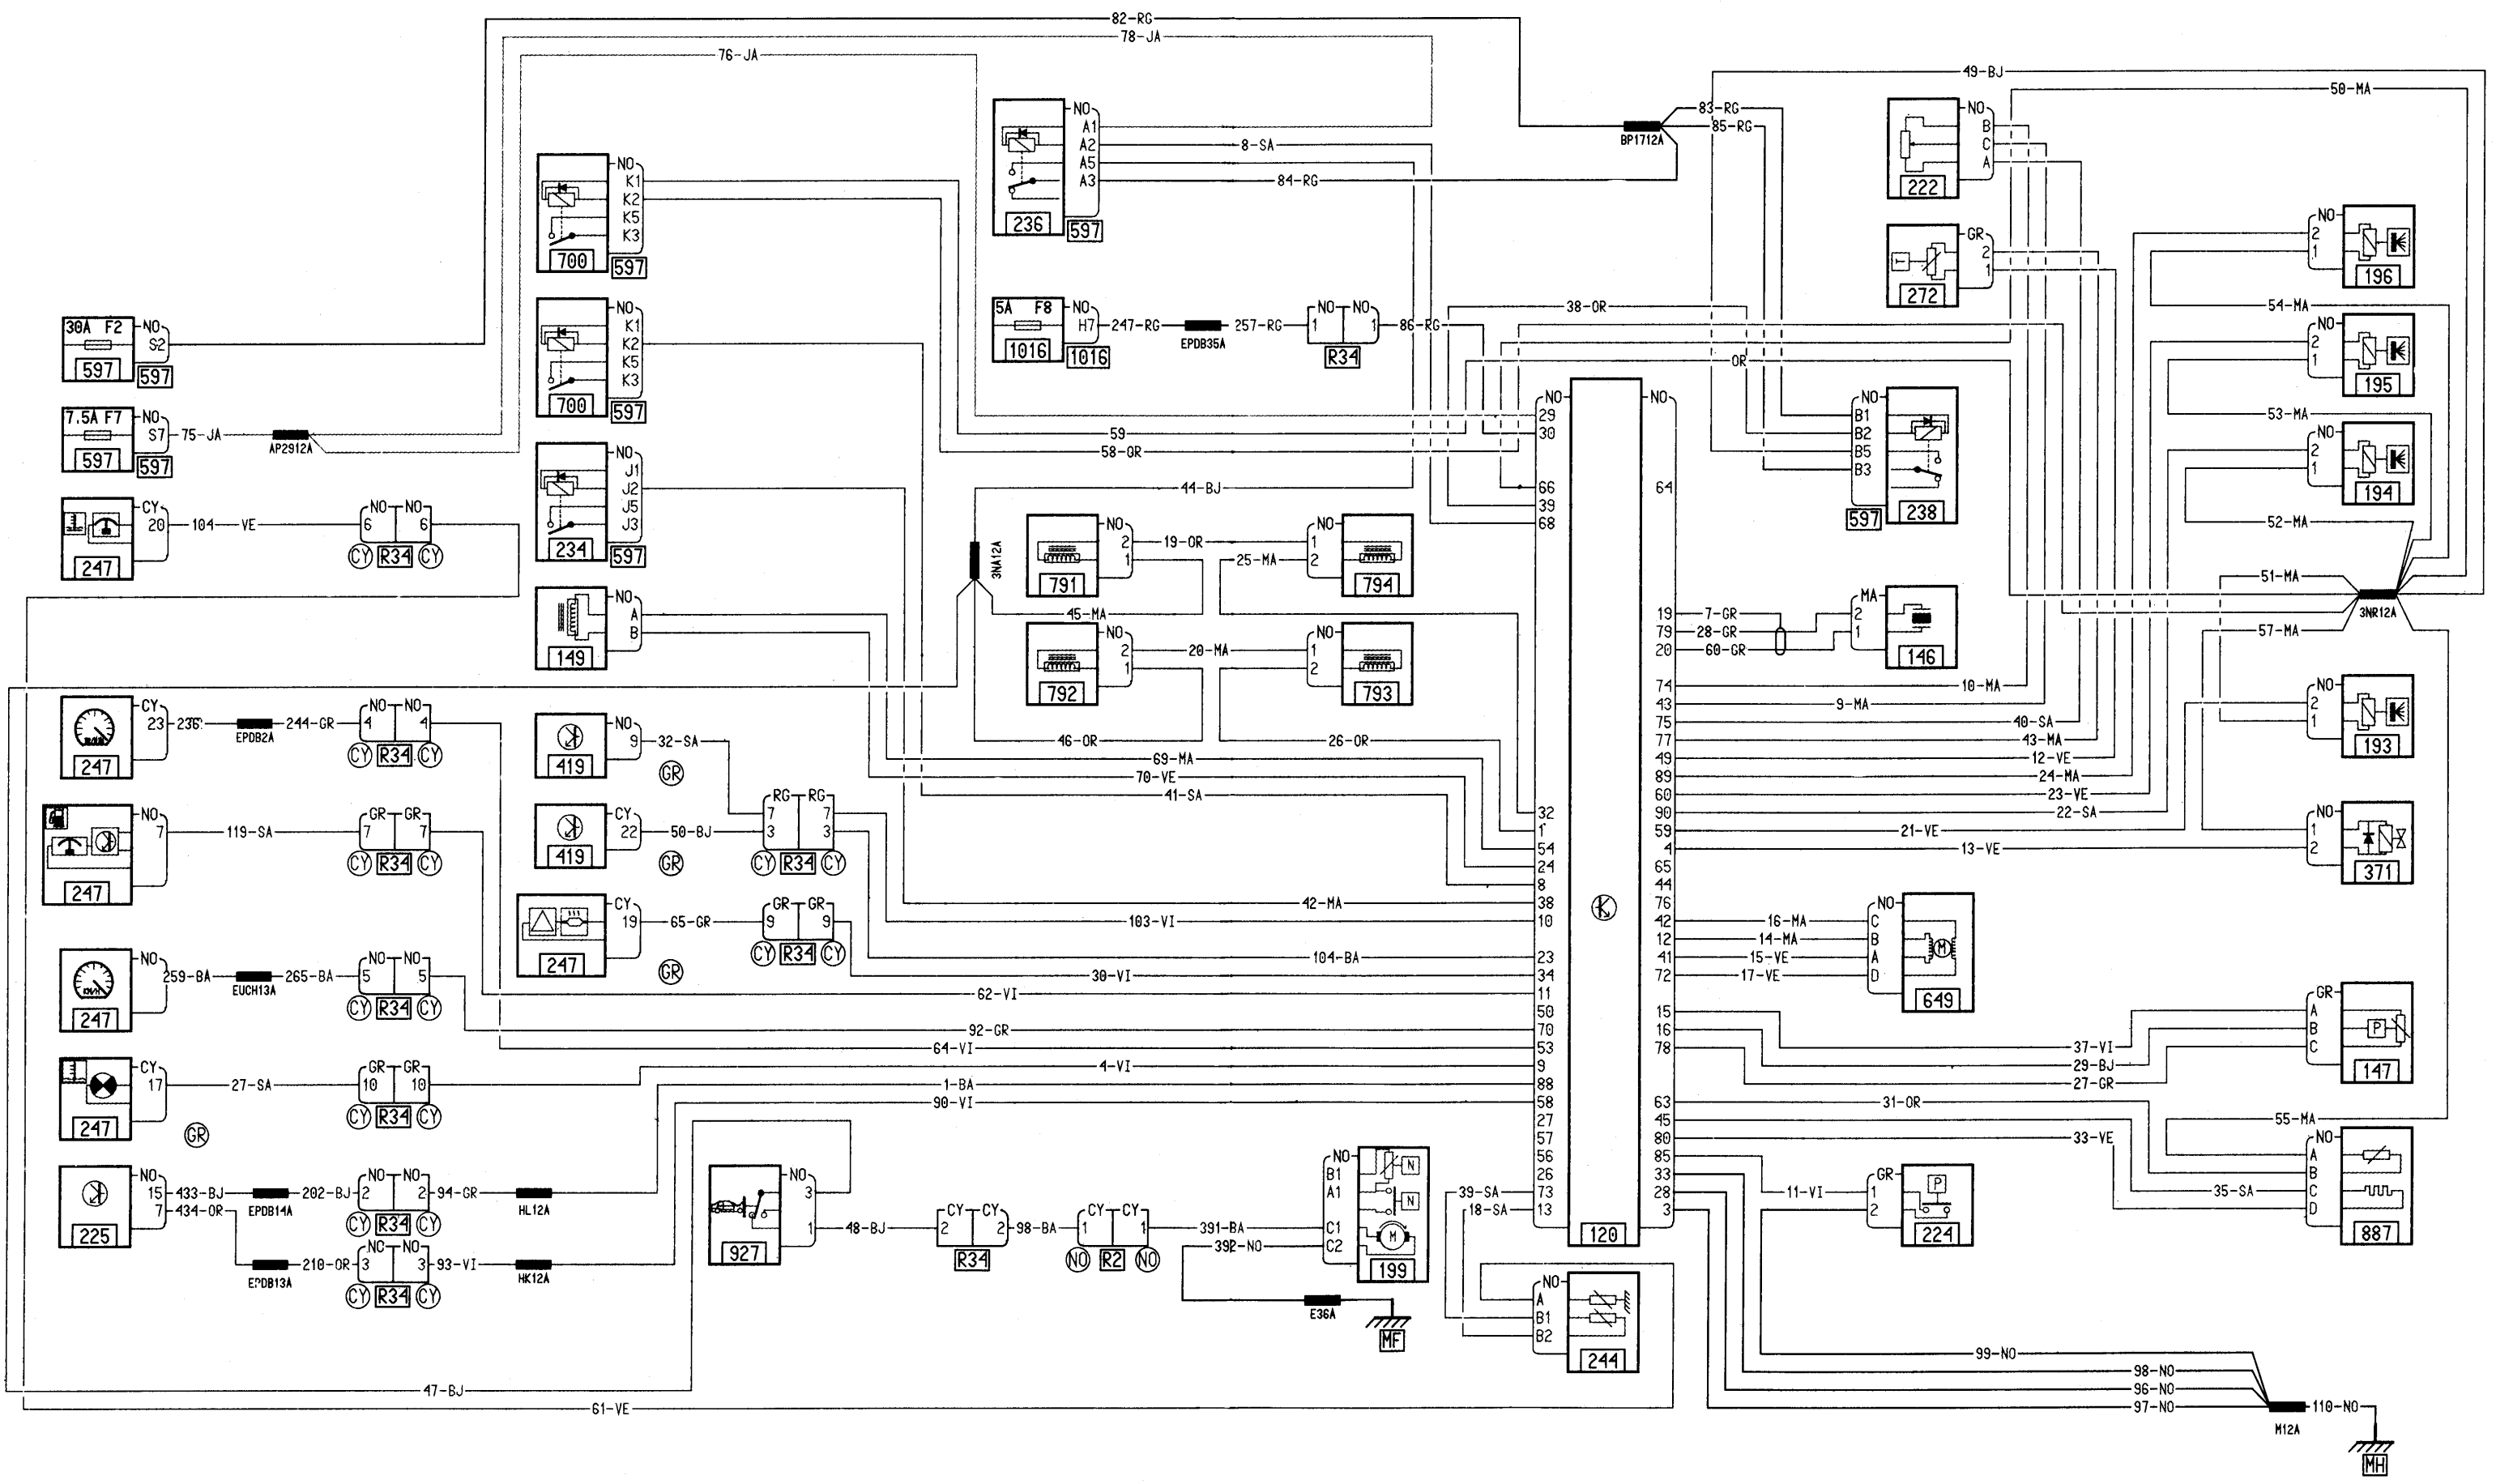 82-RG
78-JA
76-JA
49-BJ
50-MA
83-RG
85-RG
BP1712A
84-RG
8-SA
NO
A1
A2
A5
A3
236
597
NO
K1
K2
K5
K3
700
597
NO
K1
K2
K5
K3
700
597
NO
B
C
A
222
GR
2
1
272
NO
2
1
196
54-MA
NO
2
1
195
53-MA
NO
2
1
194
52-MA
30A F2
NO
S2
597
597
7.5A F7
NO
S7
75-JA
AP2912A
597
597
5A F8
NO
H7
1016
1016
247-RG
EPDB35A
257-RG
NO NO
1 1
R34
86-RG
38-OR
OR
59
58-OR
44-BJ
NO
B1
B2
B5
B3
238
597
CY
20
247
104-VE
NO NO
6 6
CY R34 CY
NO
J1
J2
J5
J3
234
597
NO
A
B
149
3NA12A
NO
2
1
791
19-OR
25-MA
NO
1
2
794
45-MA
NO
2
1
792
20-MA
NO
1
2
793
46-OR
26-OR
69-MA
70-VE
41-SA
NO
29
30
66
39
68
32
1
54
24
8
38
10
23
34
11
50
70
53
9
88
58
27
57
56
26
73
13
NO
64
19
79
20
74
43
75
77
49
89
60
90
59
4
65
44
76
42
12
41
72
15
16
78
63
45
80
85
33
28
3
120
7-GR
28-GR
60-GR
MA
2
1
146
51-MA
3NR12A
57-MA
10-MA
9-MA
40-SA
43-MA
12-VE
24-MA
23-VE
22-SA
21-VE
13-VE
NO
2
1
193
NO
1
2
371
CY
23
247
236
EPDB2A
244-GR
NO NO
4 4
CY R34 CY
NO
9
419
32-SA
GR
CY
22
419
50-BJ
GR
RG RG
7 7
3 3
CY R34 CY
NO
7
247
119-SA
GR GR
7 7
CY R34 CY
CY
19
247
65-GR
GR
GR GR
9 9
CY R34 CY
42-MA
103-VI
104-BA
30-VI
62-VI
92-GR
64-VI
4-VI
1-BA
90-VI
NO
247
259-BA
EUCH13A
265-BA
NO NO
5 5
CY R34 CY
CY
17
247
GR
27-SA
GR GR
10 10
CY R34 CY
NO
15
7
225
433-BJ
434-OR
EPDB14A
202-BJ
NO NO
2 2
CY R34 CY
94-GR
HL12A
EPDB13A
210-OR
NO NO
3 3
CY R34 CY
93-VI
HK12A
16-MA
14-MA
15-VE
17-VE
NO
C
B
A
D
M
649
37-VI
29-BJ
27-GR
GR
A
B
C
P
147
31-OR
33-VE
35-SA
55-MA
NO
A
B
C
D
887
11-VI
GR
1
2
P
224
NO
3
1
927
48-BJ
CY CY
2 2
R34
98-BA
CY CY
1 1
NO R2 NO
391-BA
392-NO
NO
B1
A1
C1
C2
N
N
M
199
E36A
MF
39-SA
18-SA
NO
A
B1
B2
244
47-BJ
61-VE
99-NO
98-NO
96-NO
97-NO
M12A
110-NO
MH